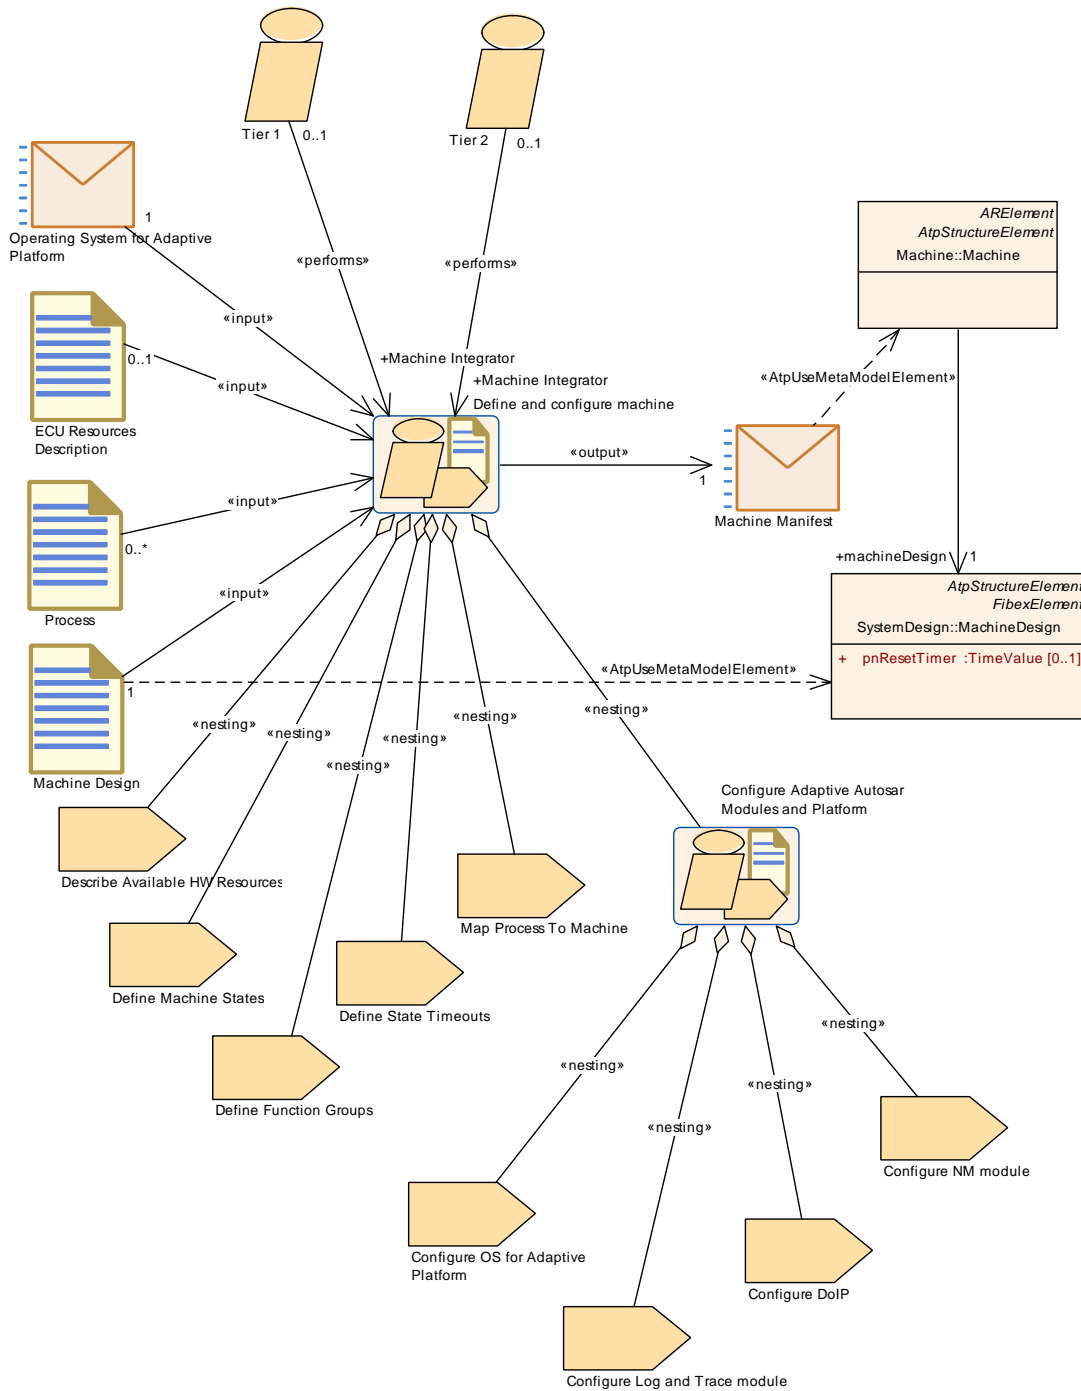 Tier 1
0..1
Tier 2
0..1
1
Operating System for Adaptive
Platform
«performs»
«performs»
ARElement
AtpStructureElement
Machine::Machine
«input»
0..1
«input»
ECU Resources
Description
+Machine Integrator
+Machine Integrator
Define and configure machine
«AtpUseMetaModelElement»
«output»
1
Machine Manifest
«input»
0..*
Process
+machineDesign
1
AtpStructureElement
FibexElement
SystemDesign::MachineDesign
+ pnResetTimer :TimeValue [0..1]
«input»
1
Machine Design
«AtpUseMetaModelElement»
«nesting»
«nesting»
«nesting»
«nesting»
«nesting»
«nesting»
Configure Adaptive Autosar
Modules and Platform
Describe Available HW Resources
Map Process To Machine
Define Machine States
Define State Timeouts
Define Function Groups
«nesting»
«nesting»
«nesting»
«nesting»
Configure NM module
Configure OS for Adaptive
Platform
Configure DoIP
Configure Log and Trace module